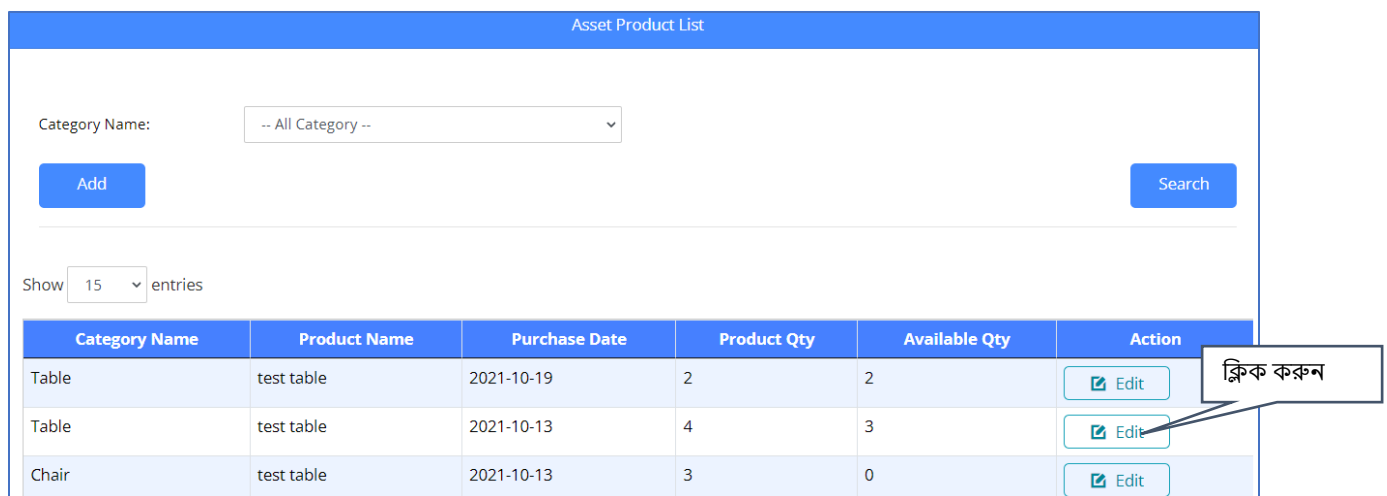 Asset Product List
Category Name: -- All Category --
Add Search
Show 15 entries
Category Name Product Name Purchase Date Product Qty Available Qty Action
Table test table 2021-10-19 2 2 Edit
ক্লিক করুন
Table test table 2021-10-13 4 3 Edit
Chair test table 2021-10-13 3 0 Edit